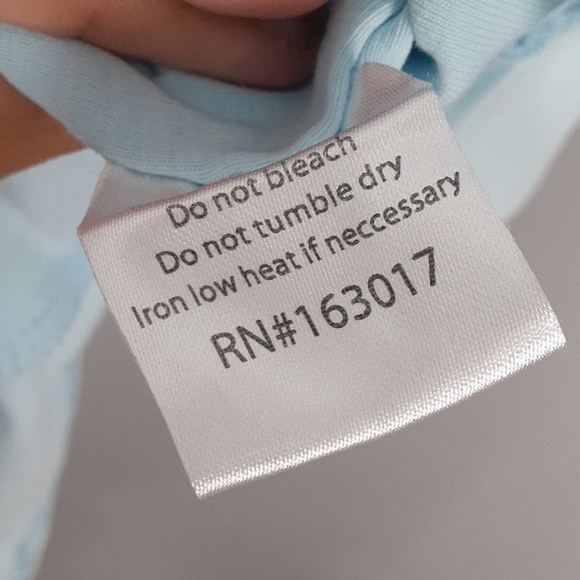 Do not bleach
Do not tumble dry
Iron low heat if neccessary
RN#163017